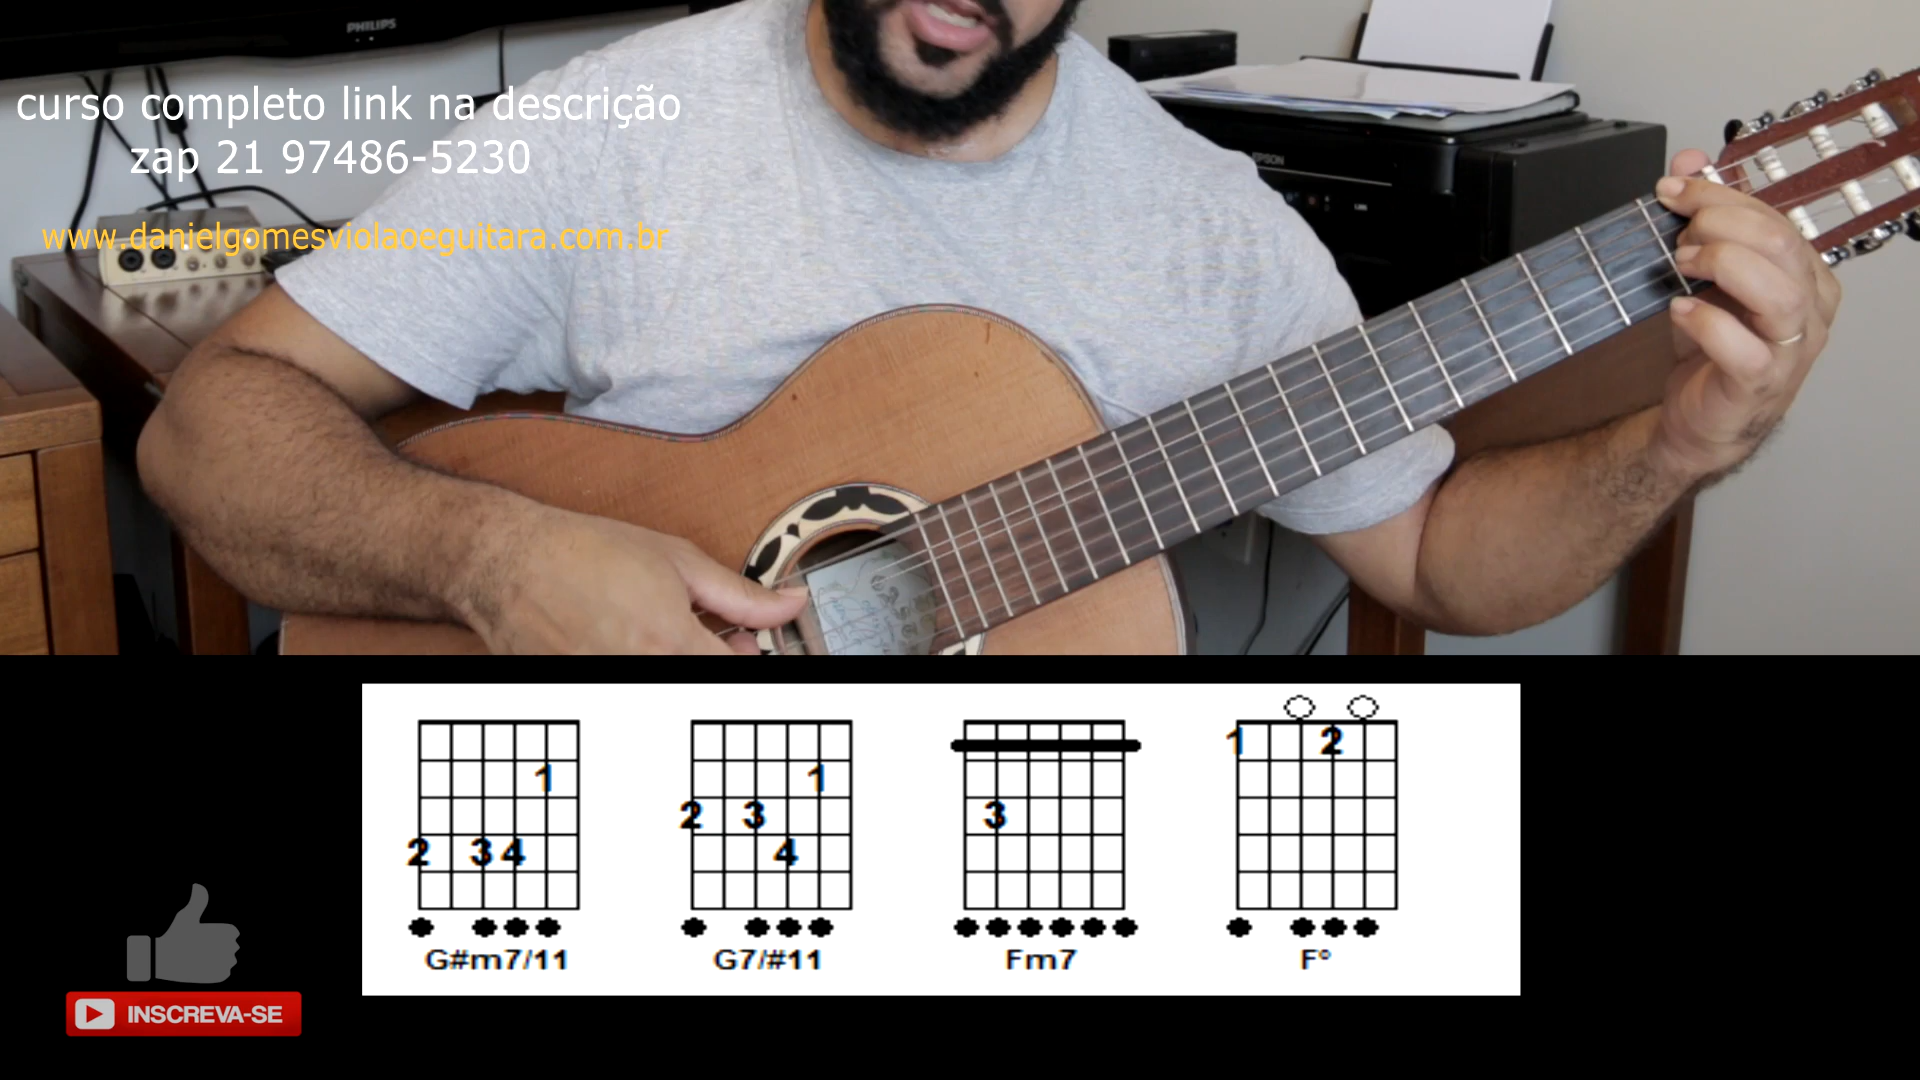 PHILIPS
curso completo link na descrição
zap 21 97486-5230
www.danielgomesviolaoeguitara.com.br
EPSON
1
2 3 4
G#m7/11
1
2 3
4
G7/#11
3
Fm7
1 2
F°
INSCREVA-SE